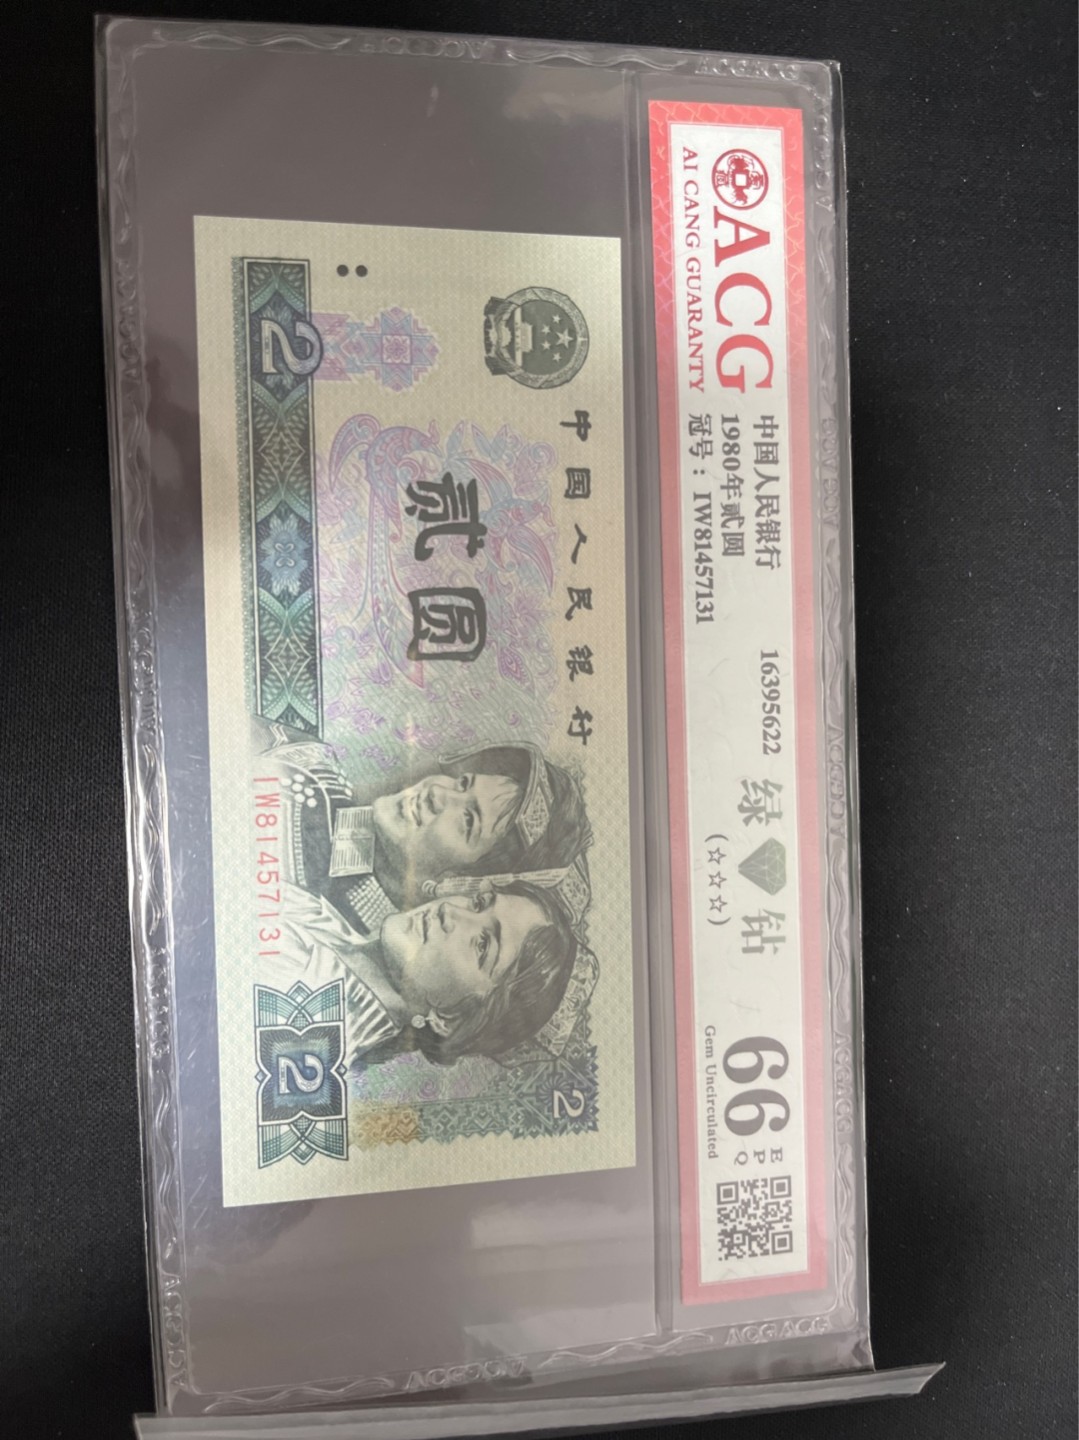 ACG
AI CANG GUARANTY
中国人民银行
1980年贰圆
冠号：IW81457131
16395622
绿钻
(☆☆☆)
66
EPQ
Gem Uncirculated
中国人民银行
贰圆
2
IW81457131
2
2